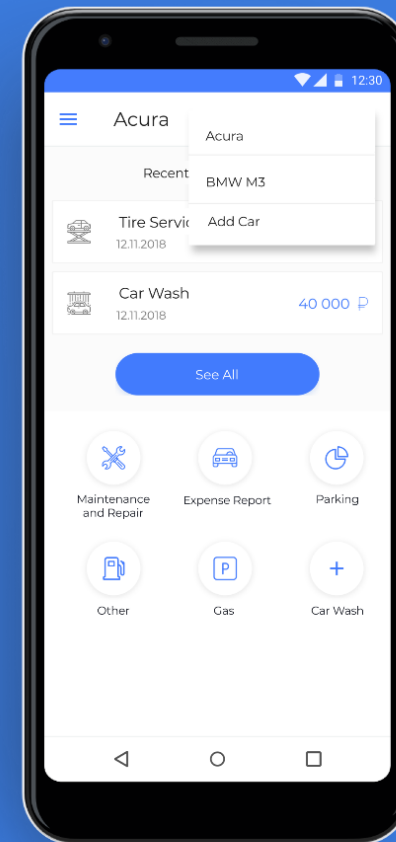 12:30
Acura
Acura
BMW M3
Add Car
Recent
Tire Servic
12.11.2018
Car Wash
12.11.2018
40 000 ₽
See All
Maintenance
and Repair
Expense Report
Parking
P
Other
Gas
Car Wash